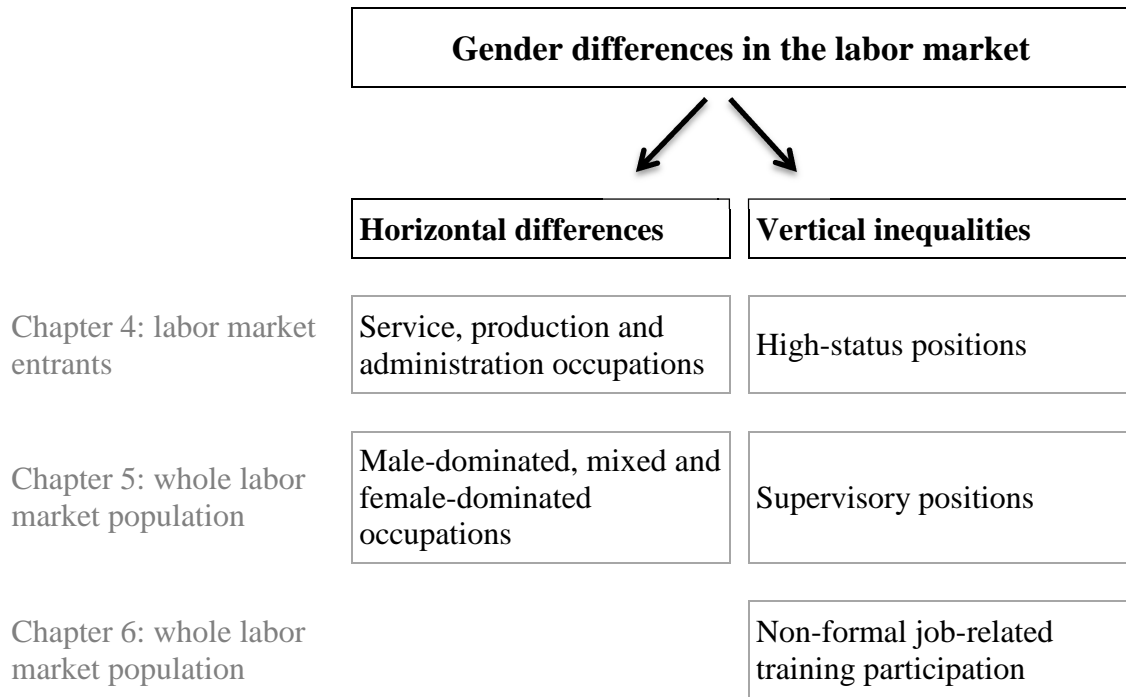 Gender differences in the labor market
Horizontal differences
Vertical inequalities
Chapter 4: labor market
entrants
Service, production and
administration occupations
High-status positions
Chapter 5: whole labor
market population
Male-dominated, mixed and
female-dominated
occupations
Supervisory positions
Chapter 6: whole labor
market population
Non-formal job-related
training participation